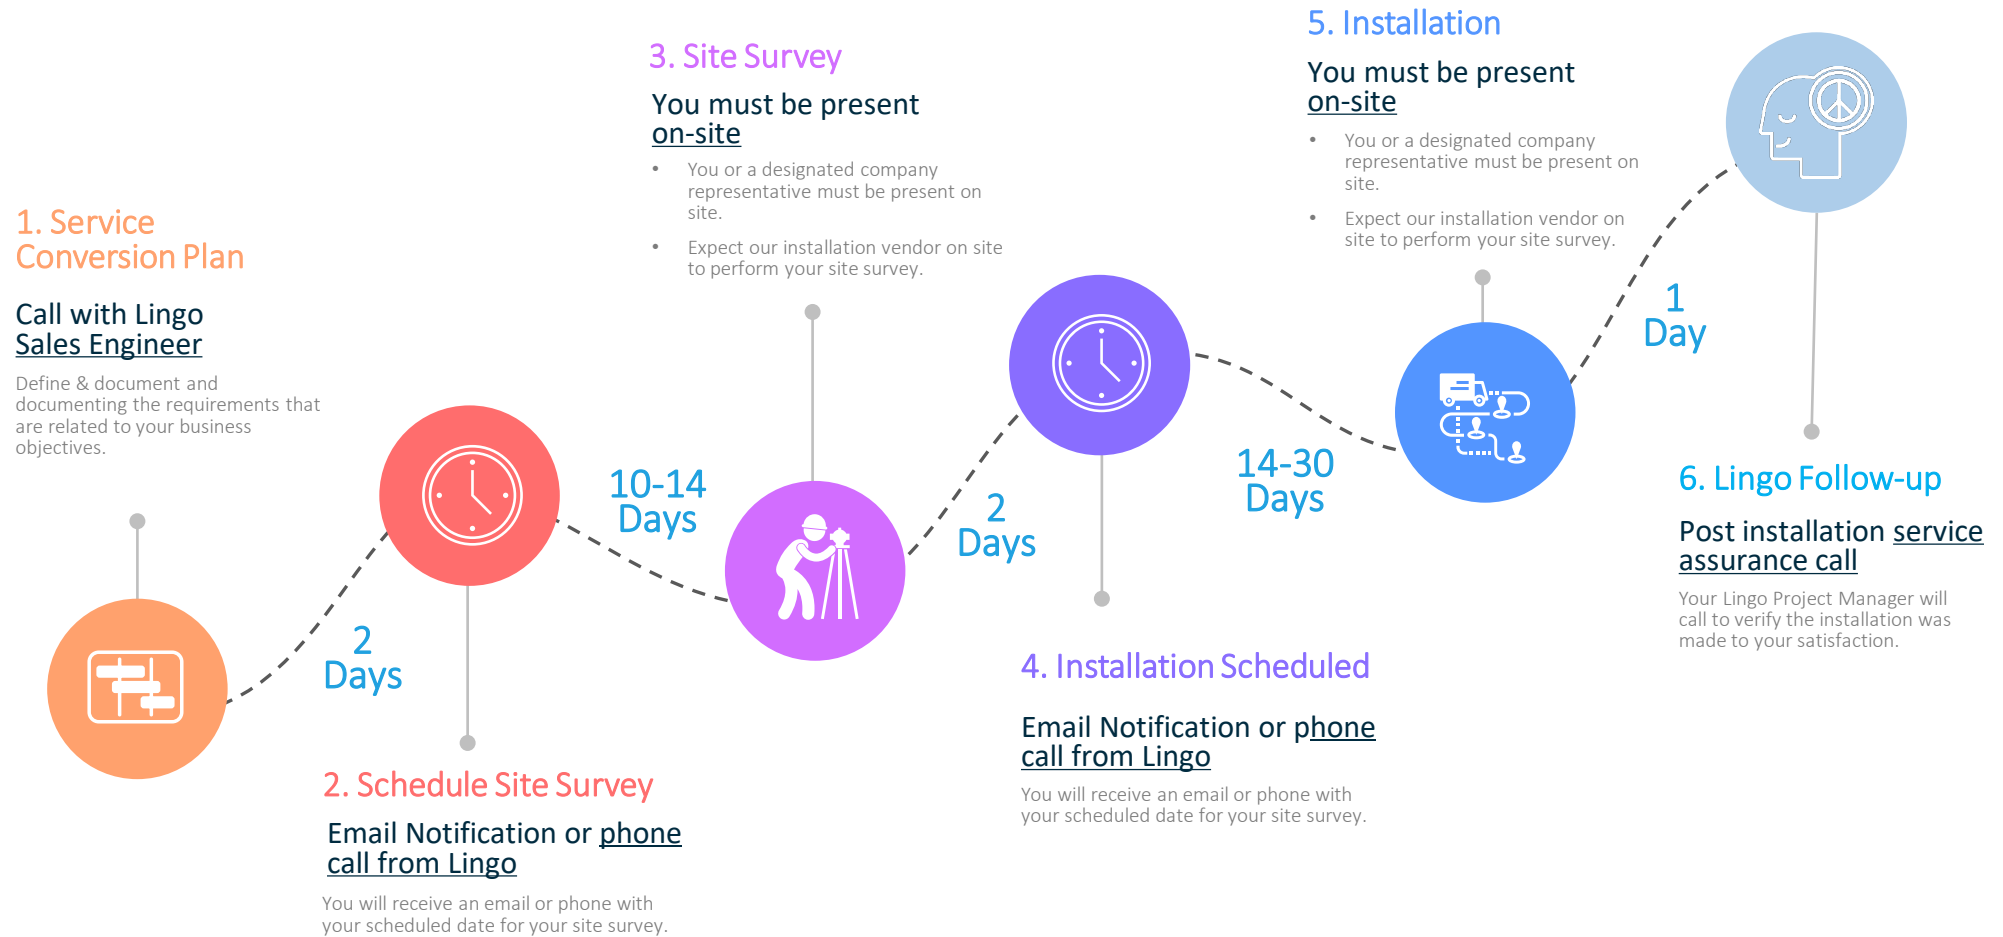 1. Service
Conversion Plan
Call with Lingo
Sales Engineer
Define & document and
documenting the requirements that
are related to your business
objectives.
2
Days
2. Schedule Site Survey
Email Notification or phone
call from Lingo
You will receive an email or phone with
your scheduled date for your site survey.
10-14
Days
3. Site Survey
You must be present
on-site
• You or a designated company
representative must be present on
site.
• Expect our installation vendor on site
to perform your site survey.
2
Days
4. Installation Scheduled
Email Notification or phone
call from Lingo
You will receive an email or phone with
your scheduled date for your site survey.
14-30
Days
5. Installation
You must be present
on-site
• You or a designated company
representative must be present on
site.
• Expect our installation vendor on
site to perform your site survey.
1
Day
6. Lingo Follow-up
Post installation service
assurance call
Your Lingo Project Manager will
call to verify the installation was
made to your satisfaction.